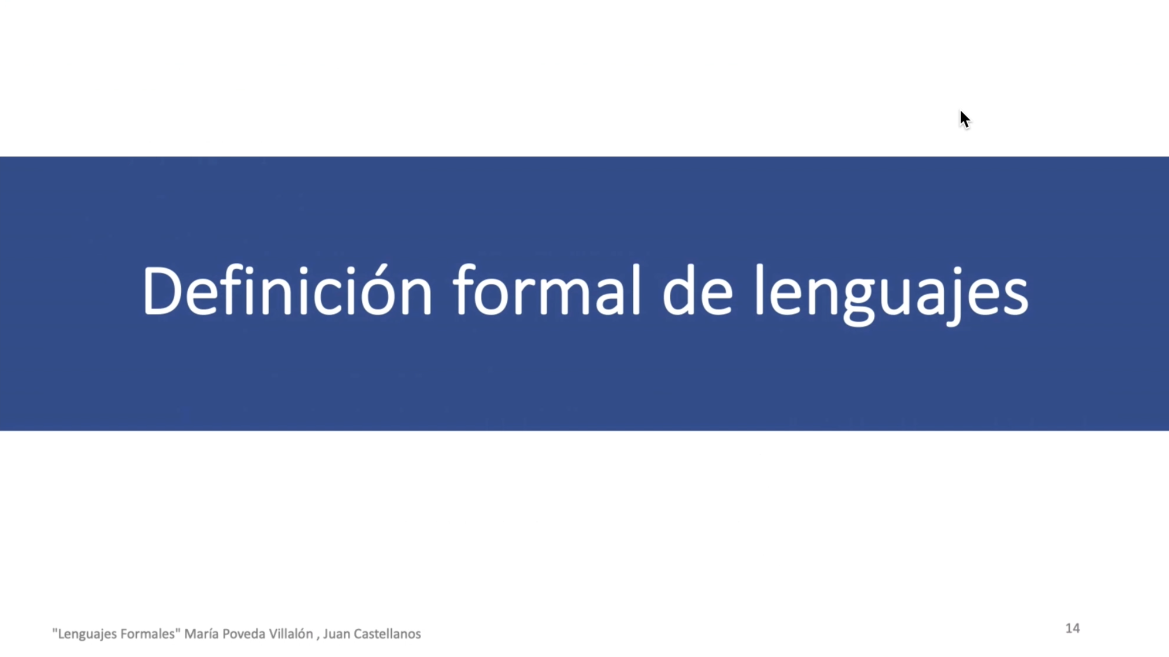 Definición formal de lenguajes
"Lenguajes Formales" María Poveda Villalón , Juan Castellanos
14